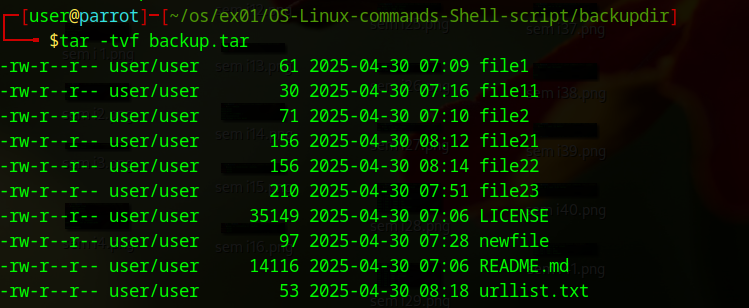 ┌─[user@parrot]─[~/os/ex01/OS-Linux-commands-Shell-script/backupdir]
└──╼ $tar -tvf backup.tar
-rw-r--r-- user/user        61 2025-04-30 07:09 file1
-rw-r--r-- user/user        30 2025-04-30 07:16 file11
-rw-r--r-- user/user        71 2025-04-30 07:10 file2
-rw-r--r-- user/user       156 2025-04-30 08:12 file21
-rw-r--r-- user/user       156 2025-04-30 08:14 file22
-rw-r--r-- user/user       210 2025-04-30 07:51 file23
-rw-r--r-- user/user     35149 2025-04-30 07:06 LICENSE
-rw-r--r-- user/user        97 2025-04-30 07:28 newfile
-rw-r--r-- user/user     14116 2025-04-30 07:06 README.md
-rw-r--r-- user/user        53 2025-04-30 08:18 urllist.txt